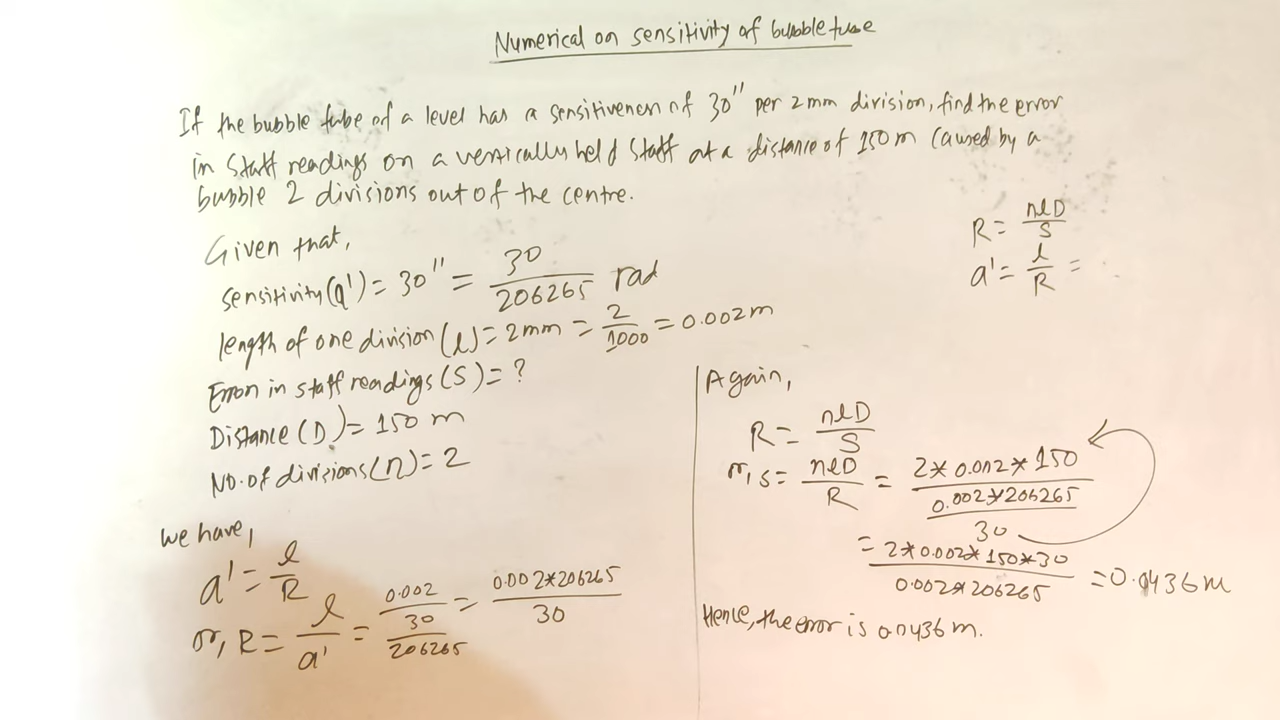 Numerical on sensitivity of bubble tube
If the bubble tube of a level has a sensitiveness of 30'' per 2mm division, find the error
in staff readings on a vertically held staff at a distance of 150 m caused by a
bubble 2 divisions out of the centre.
Given that,
sensitivity (a') = 30'' = 30/206265 rad
length of one division (l) = 2mm = 2/1000 = 0.002m
Error in staff readings (S) = ?
Distance (D) = 150 m
No. of divisions (n) = 2
we have,
a' = l/R
or, R = l/a' = 0.002/(30/206265) = 0.002*206265/30
R = nlD/S
a' = l/R =
Again,
R = nlD/S
or, s = nlD/R = 2*0.002*150/(0.002*206265/30)
= 2*0.002*150*30/0.002*206265 = 0.0436m
Hence, the error is 0.0436 m.